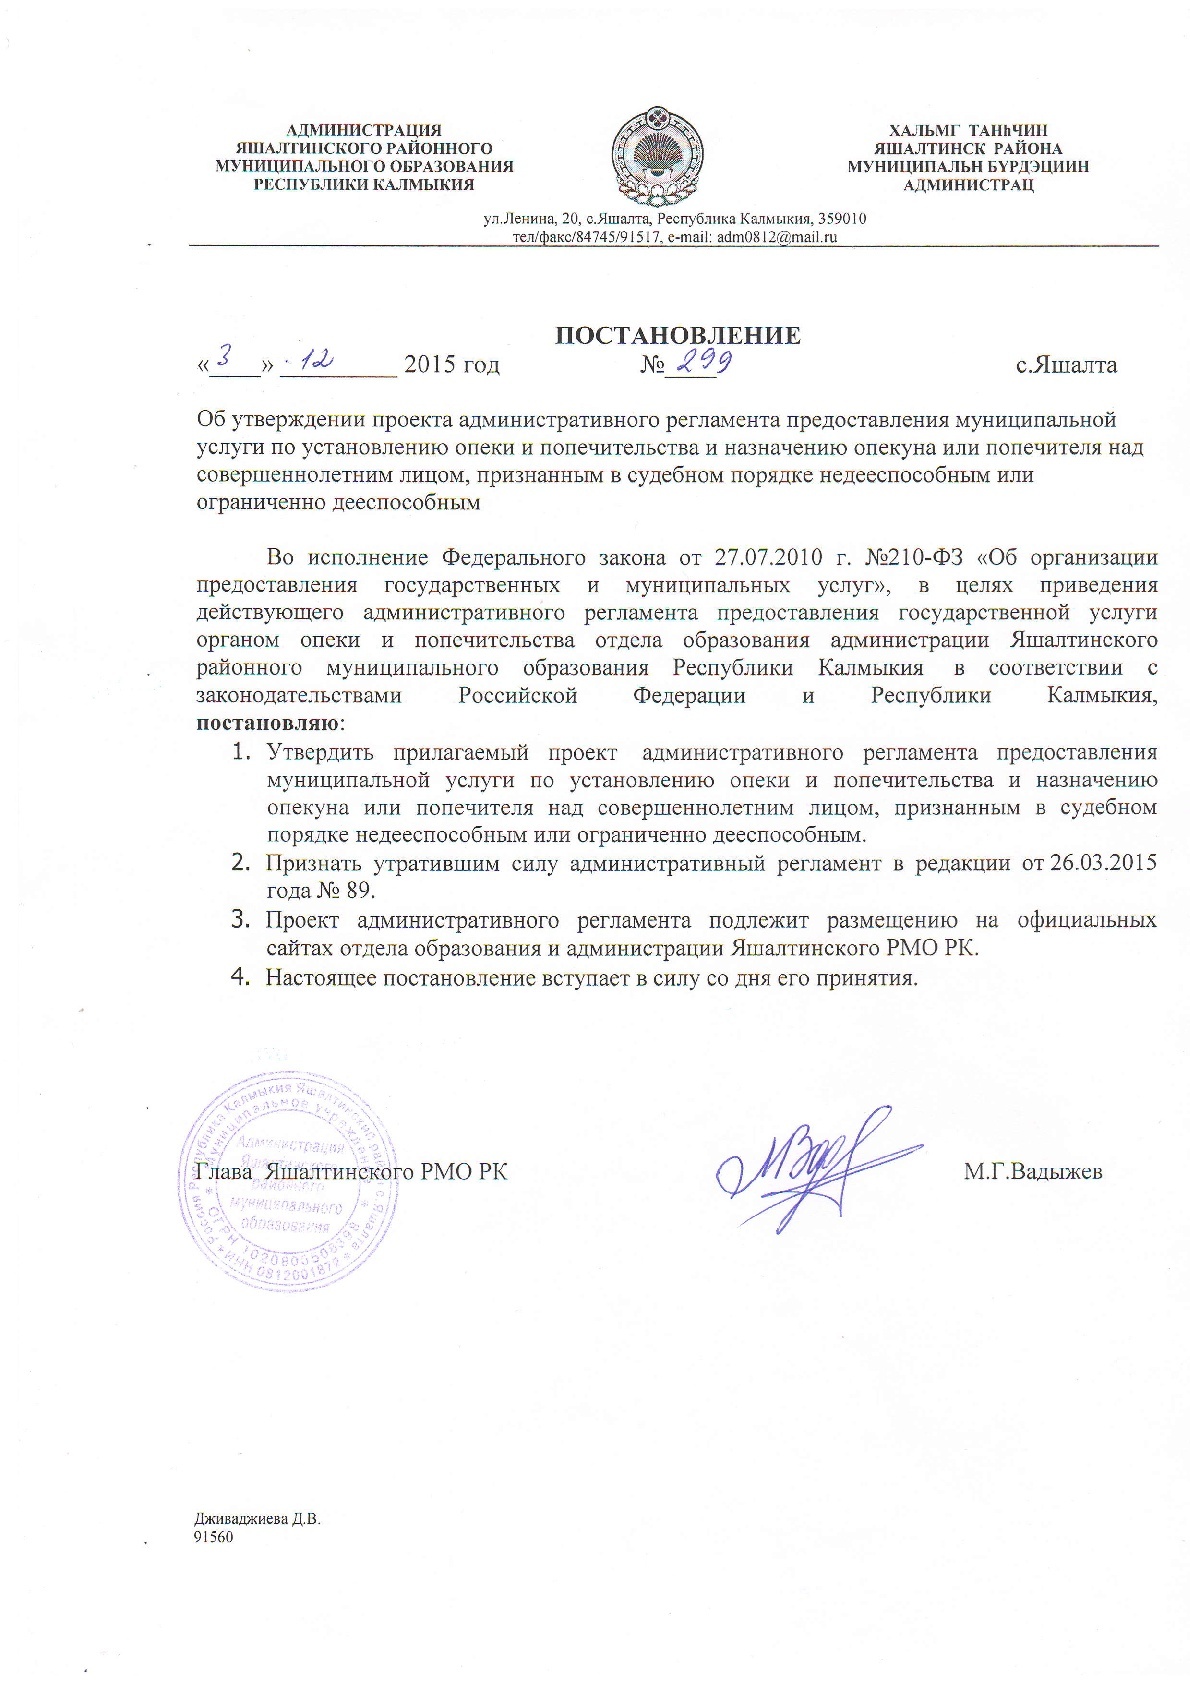 АДМИНИСТРАЦИЯ
ЯШАЛТИНСКОГО РАЙОННОГО
МУНИЦИПАЛЬНОГО ОБРАЗОВАНИЯ
РЕСПУБЛИКИ КАЛМЫКИЯ
ХАЛЬМГ ТАНҺЧИН
ЯШАЛТИНСК РАЙОНА
МУНИЦИПАЛЬН БҮРДЭЦИИН
АДМИНИСТРАЦ
ул.Ленина, 20, с.Яшалта, Республика Калмыкия, 359010
тел/факс/84745/91517, e-mail: adm0812@mail.ru
ПОСТАНОВЛЕНИЕ
« 3 » 12 2015 год № 299 с.Яшалта
Об утверждении проекта административного регламента предоставления муниципальной
услуги по установлению опеки и попечительства и назначению опекуна или попечителя над
совершеннолетним лицом, признанным в судебном порядке недееспособным или
ограниченно дееспособным
Во исполнение Федерального закона от 27.07.2010 г. №210-ФЗ «Об организации
предоставления государственных и муниципальных услуг», в целях приведения
действующего административного регламента предоставления государственной услуги
органом опеки и попечительства отдела образования администрации Яшалтинского
районного муниципального образования Республики Калмыкия в соответствии с
законодательствами Российской Федерации и Республики Калмыкия,
постановляю:
1. Утвердить прилагаемый проект административного регламента предоставления
муниципальной услуги по установлению опеки и попечительства и назначению
опекуна или попечителя над совершеннолетним лицом, признанным в судебном
порядке недееспособным или ограниченно дееспособным.
2. Признать утратившим силу административный регламент в редакции от 26.03.2015
года № 89.
3. Проект административного регламента подлежит размещению на официальных
сайтах отдела образования и администрации Яшалтинского РМО РК.
4. Настоящее постановление вступает в силу со дня его принятия.
Республика Калмыкия Яшалтинский
Муниципальное учреждение
Администрация
районного
муниципального
образования
ИНН 0812001872
Глава Яшалтинского РМО РК М.Г.Вадыжев
Дживаджиева Д.В.
91560